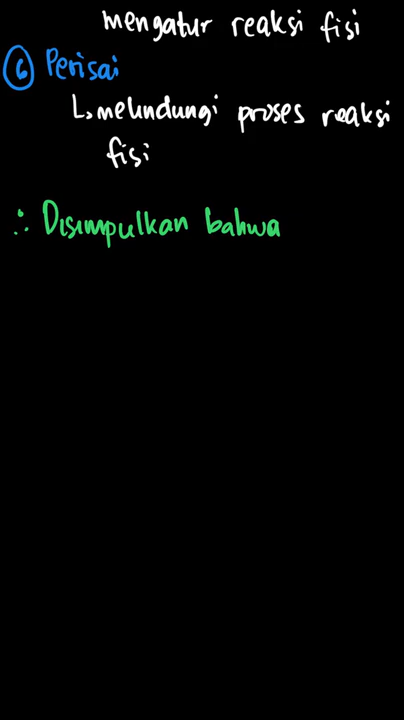 mengatur reaksi fisi
⑥ Perisai
↳ melindungi proses reaksi
fisi
∴ Disimpulkan bahwa